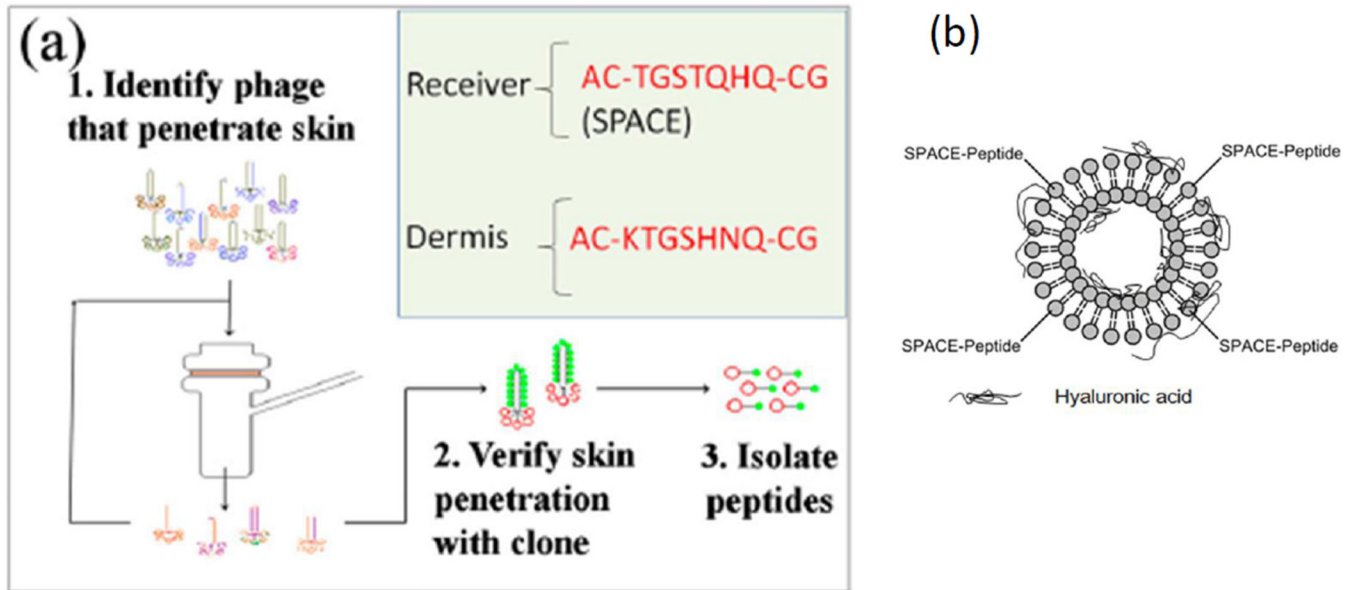 (a)
1. Identify phage
that penetrate skin
Receiver
AC-TGSTQHQ-CG
(SPACE)
Dermis
AC-KTGSHNQ-CG
2. Verify skin
penetration
with clone
3. Isolate
peptides
(b)
SPACE-Peptide
SPACE-Peptide
SPACE-Peptide
SPACE-Peptide
Hyaluronic acid